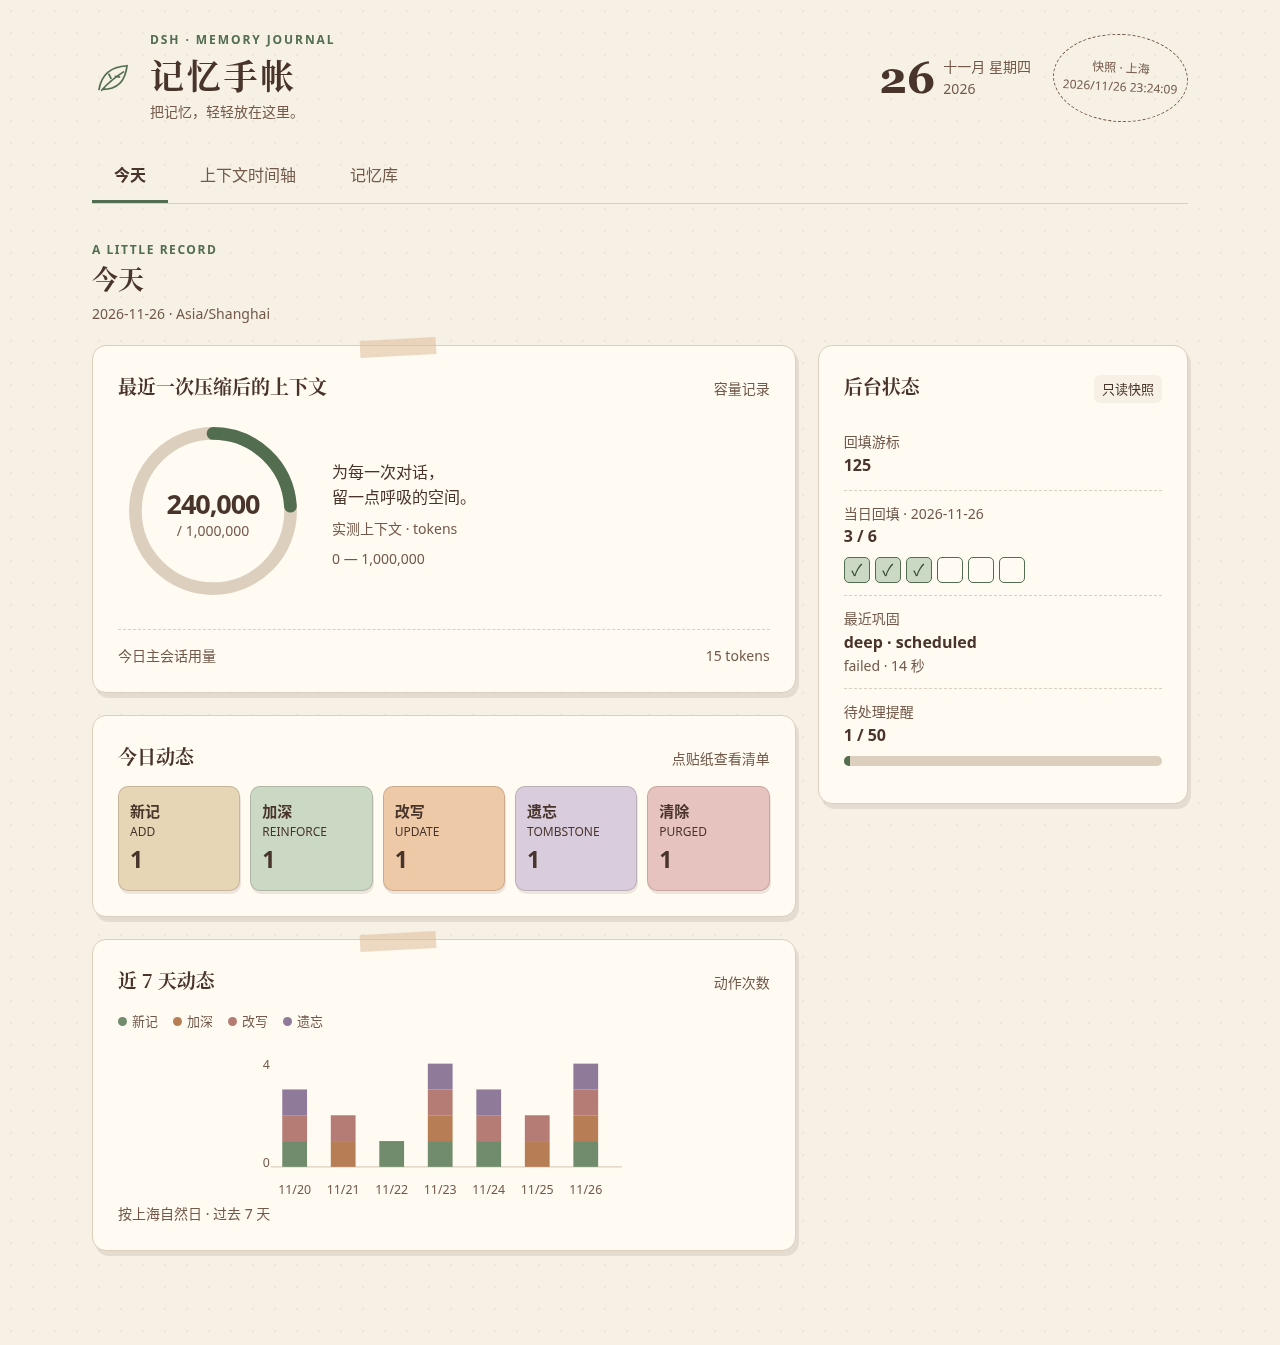 DSH · MEMORY JOURNAL
记忆手帐
把记忆，轻轻放在这里。
26
十一月 星期四
2026
快照 · 上海
2026/11/26 23:24:09
今天
上下文时间轴
记忆库
A LITTLE RECORD
今天
2026-11-26 · Asia/Shanghai
最近一次压缩后的上下文
容量记录
240,000
/ 1,000,000
为每一次对话，
留一点呼吸的空间。
实测上下文 · tokens
0 — 1,000,000
今日主会话用量
15 tokens
后台状态
只读快照
回填游标
125
当日回填 · 2026-11-26
3 / 6
✓ ✓ ✓
最近巩固
deep · scheduled
failed · 14 秒
待处理提醒
1 / 50
今日动态
点贴纸查看清单
新记
ADD
1
加深
REINFORCE
1
改写
UPDATE
1
遗忘
TOMBSTONE
1
清除
PURGED
1
近 7 天动态
动作次数
新记 加深 改写 遗忘
4
0
11/20 11/21 11/22 11/23 11/24 11/25 11/26
按上海自然日 · 过去 7 天